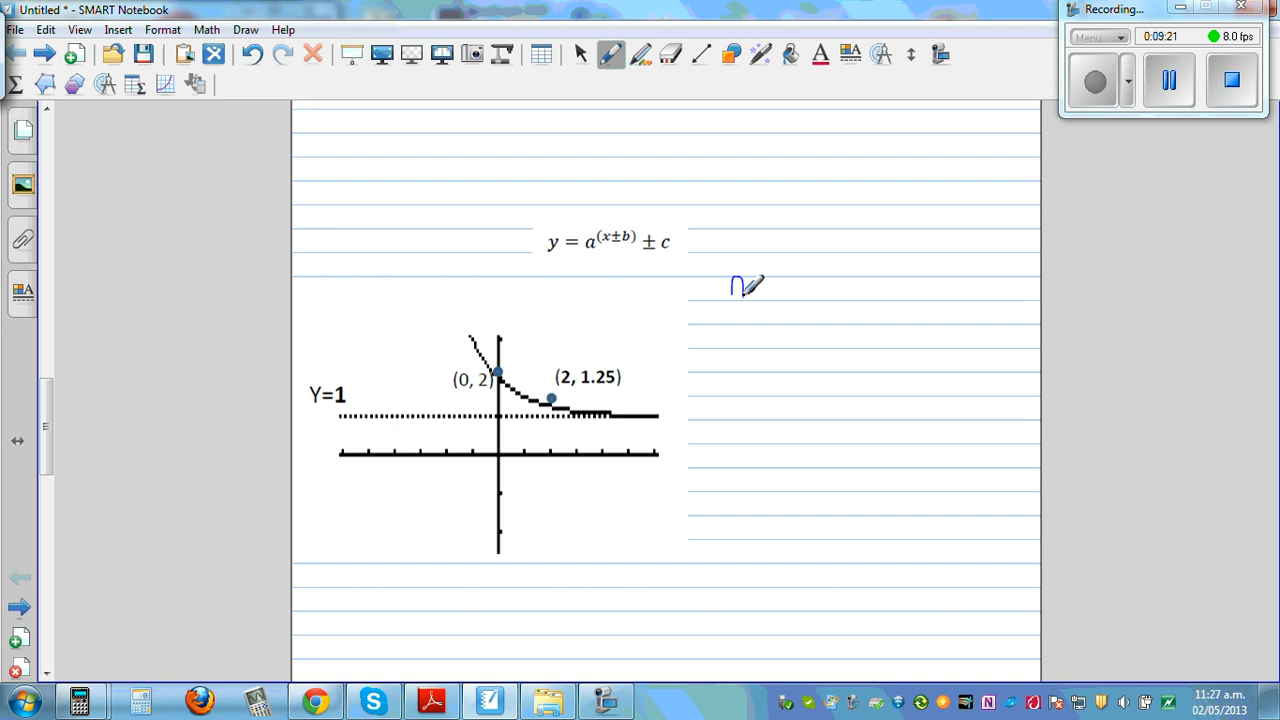 Untitled * - SMART Notebook
File Edit View Insert Format Math Draw Help
Recording...
Menu 0:09:21 8.0 fps
y = a^(x±b) ± c
n
(0, 2) (2, 1.25)
Y=1
11:27 a.m.
02/05/2013